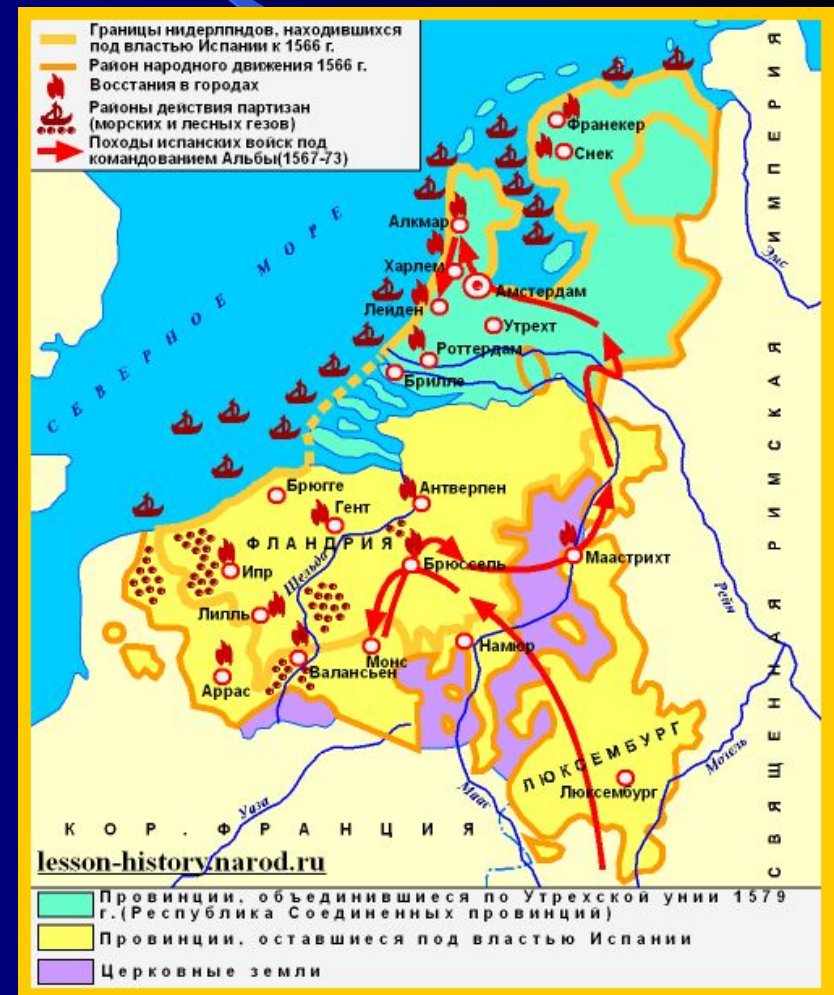 Границы нидерлпндов, находившихся
под властью Испании к 1566 г.
Район народного движения 1566 г.
Восстания в городах
Районы действия партизан
(морских и лесных гезов)
Походы испанских войск под
командованием Альбы(1567-73)
СЕВЕРНОЕ МОРЕ
Франекер
Снек
Алкмар
Харлем
Амстердам
Лейден
Утрехт
Роттердам
Брилле
Эмс
СВЯЩЕННАЯ РИМСКАЯ ИМПЕРИЯ
Брюгге
Антверпен
Гент
ФЛАНДРИЯ
Шельда
Брюссель
Маастрихт
Ипр
Рейн
Лилль
Монс
Намюр
Валансьен
Аррас
ЛЮКСЕМБУРГ
Люксембург
Мозель
Маас
Уаза
КОР. ФРАНЦИЯ
lesson-history.narod.ru
Провинции, объединившиеся по Утрехской унии 1579
г.(Республика Соединенных провинций)
Провинции, оставшиеся под властью Испании
Церковные земли